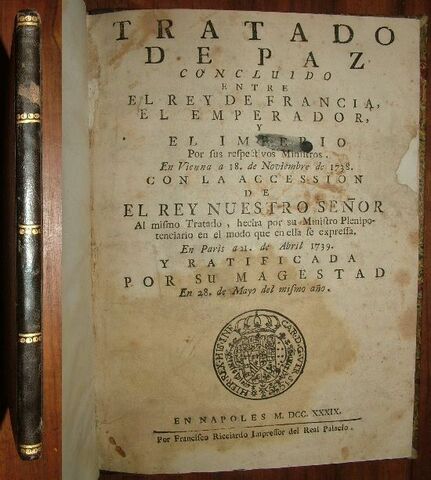 TRATADO
DE PAZ
CONCLUIDO
ENTRE
EL REY DE FRANCIA,
EL EMPERADOR,
Y
EL IMPERIO
Por sus respectivos Ministros.
En Vienna a 18. de Noviembre de 1738.
CON LA ACCESSION
DE
EL REY NUESTRO SEÑOR
Al mismo Tratado, hecha por su Ministro Plenipo-
tenciario en el modo que en ella se expressa.
En Paris a 21. de Abril 1739.
Y RATIFICADA
POR SU MAGESTAD
En 28. de Mayo del mismo año.
EN NAPOLES M. DCC. XXXIX.
Por Francisco Ricciardo Impressor del Real Palacio.